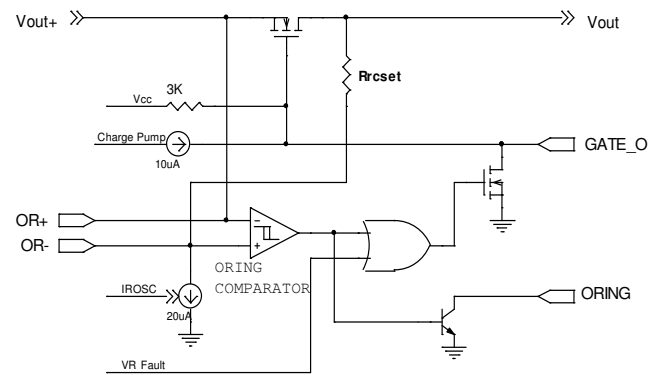 Vout+
Vout
Rrcset
3K
Vcc
Charge Pump
10uA
GATE_O
OR+
OR-
ORING
COMPARATOR
IROSC
20uA
ORING
VR Fault